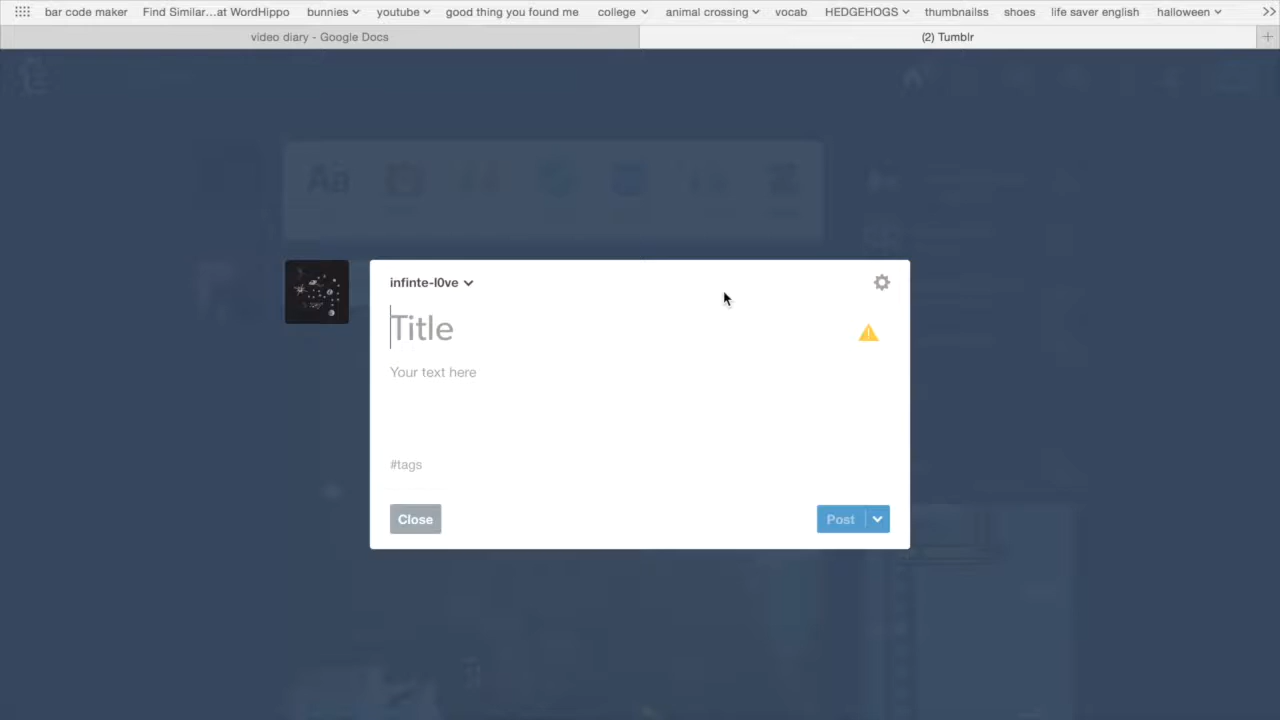 bar code maker Find Similar...at WordHippo bunnies youtube good thing you found me college animal crossing vocab HEDGEHOGS thumbnailss shoes life saver english halloween
video diary - Google Docs (2) Tumblr
Aa
infinte-l0ve
Title
Your text here
#tags
Close Post